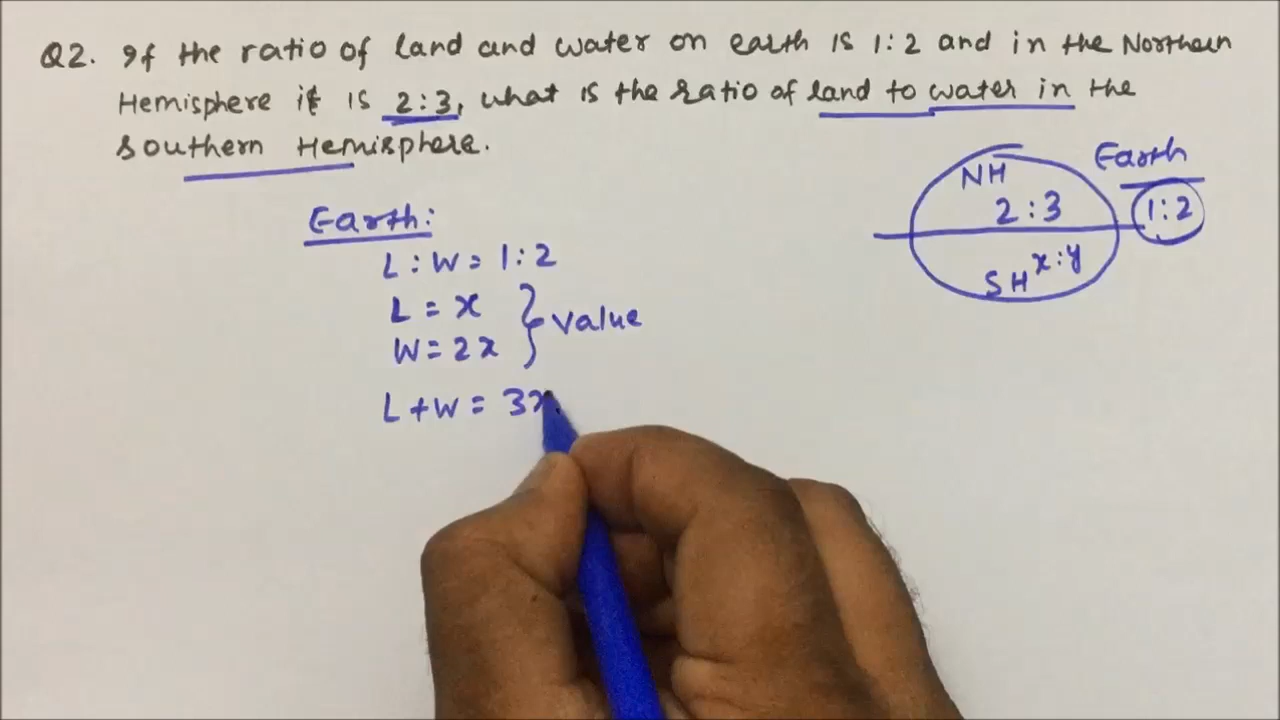 Q2. If the ratio of land and water on earth is 1:2 and in the Northern
Hemisphere it is 2:3, what is the ratio of land to water in the
Southern Hemisphere.
Earth
NH
2:3
1:2
SH x:y
Earth:
L:W = 1:2
L = x
W = 2x
value
L+W = 3x